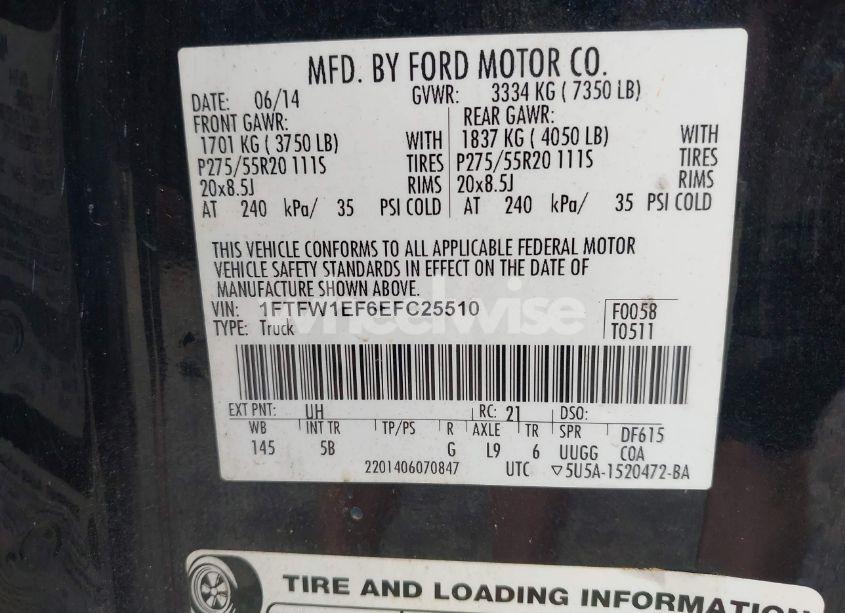 MFD. BY FORD MOTOR CO.
DATE: 06/14 GVWR: 3334 KG ( 7350 LB)
FRONT GAWR: REAR GAWR:
1701 KG ( 3750 LB) WITH 1837 KG ( 4050 LB) WITH
P275/55R20 111S TIRES P275/55R20 111S TIRES
20x8.5J RIMS 20x8.5J RIMS
AT 240 kPa/ 35 PSI COLD AT 240 kPa/ 35 PSI COLD
THIS VEHICLE CONFORMS TO ALL APPLICABLE FEDERAL MOTOR
VEHICLE SAFETY STANDARDS IN EFFECT ON THE DATE OF
MANUFACTURE SHOWN ABOVE.
VIN: 1FTFW1EF6EFC25510 F0058
TYPE: Truck T0511
wheelwise
EXT PNT: UH RC: 21 DSO:
WB INT TR TP/PS R AXLE TR SPR DF615
145 5B G L9 6 UUGG COA
2201406070847 UTC ▽5U5A-1520472-BA
TIRE AND LOADING INFORMATION